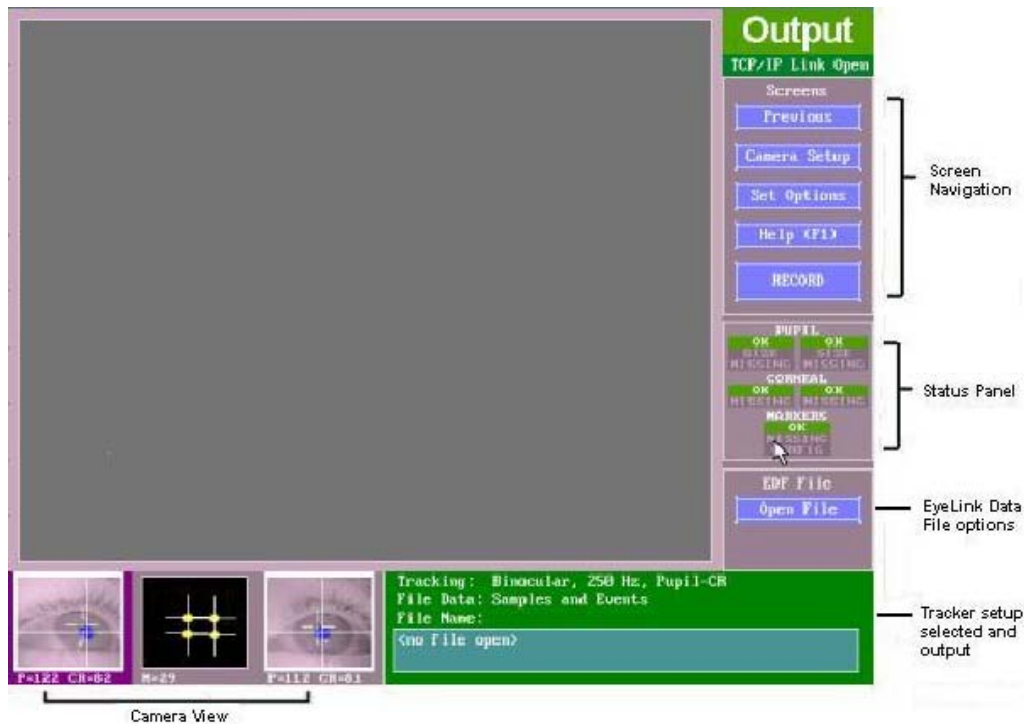 Output
TCP/IP Link Open
Screens
Previous
Camera Setup
Set Options
Help (F1)
RECORD
Screen
Navigation
PUPIL
OK OK
SIZE SIZE
MISSING MISSING
CORNEAL
OK OK
MISSING MISSING
MARKERS
OK
MISSING
Status Panel
EDF File
Open File
EyeLink Data
File options
Tracking: Binocular, 250 Hz, Pupil-CR
File Data: Samples and Events
File Name:
<no file open>
Tracker setup
selected and
output
P=122 CR=82 M=29 P=112 CR=81
Camera View